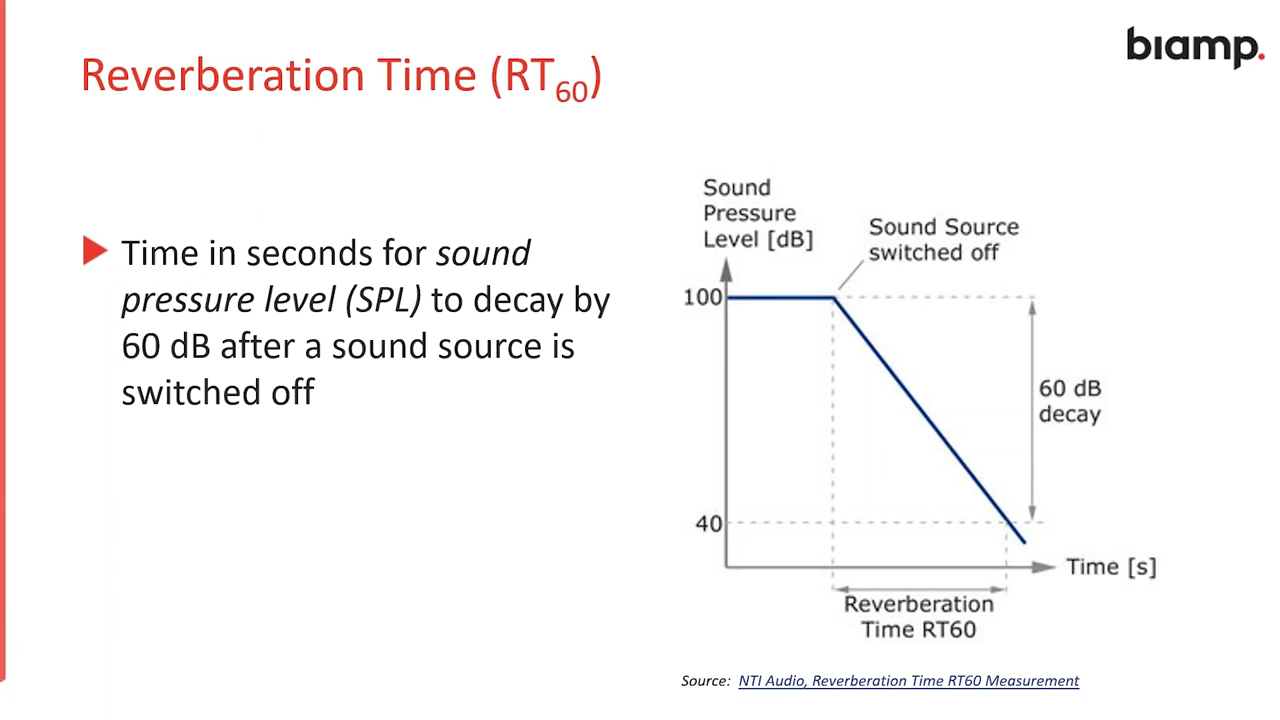 biamp.
Reverberation Time (RT60)
Time in seconds for sound
pressure level (SPL) to decay by
60 dB after a sound source is
switched off
Sound
Pressure
Level [dB]
Sound Source
switched off
100
60 dB
decay
40
Time [s]
Reverberation
Time RT60
Source: NTI Audio, Reverberation Time RT60 Measurement